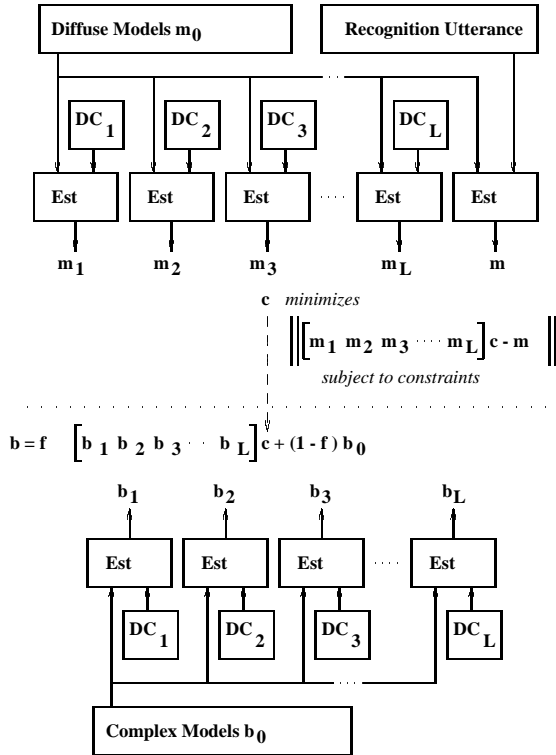 Diffuse Models m0 Recognition Utterance
DC1 DC2 DC3 DCL
Est Est Est ..... Est Est
m1 m2 m3 mL m
c minimizes
||[m1 m2 m3 ..... mL] c - m ||
subject to constraints
b = f [b1 b2 b3 ... bL] c + (1 - f) b0
b1 b2 b3 bL
Est Est Est ..... Est
DC1 DC2 DC3 DCL
Complex Models b0